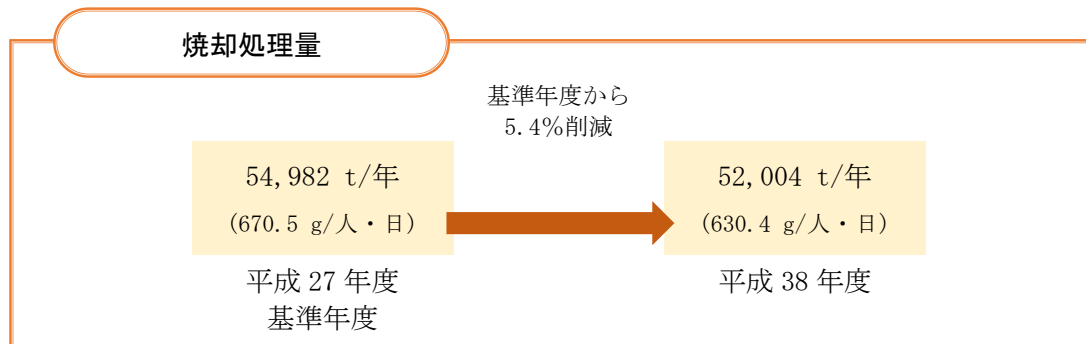 焼却処理量
基準年度から
5.4％削減
54,982 t/年
(670.5 g/人・日)
52,004 t/年
(630.4 g/人・日)
平成 27 年度
基準年度
平成 38 年度